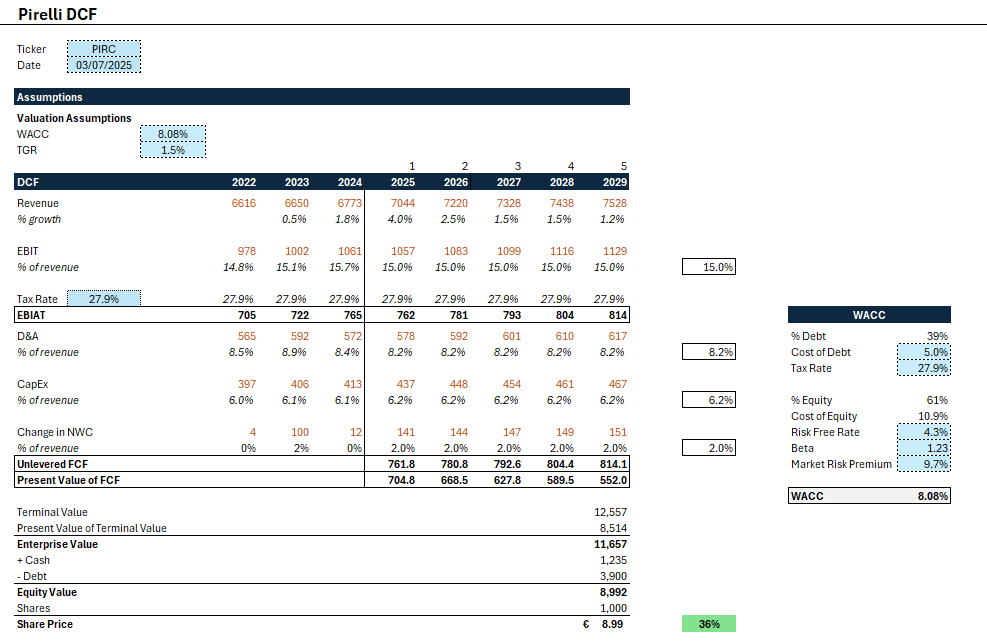 Pirelli DCF
Ticker PIRC
Date 03/07/2025
Assumptions
Valuation Assumptions
WACC 8.08%
TGR 1.5%
1 2 3 4 5
DCF 2022 2023 2024 2025 2026 2027 2028 2029
Revenue 6616 6650 6773 7044 7220 7328 7438 7528
% growth 0.5% 1.8% 4.0% 2.5% 1.5% 1.5% 1.2%
EBIT 978 1002 1061 1057 1083 1099 1116 1129
% of revenue 14.8% 15.1% 15.7% 15.0% 15.0% 15.0% 15.0% 15.0% 15.0%
Tax Rate 27.9% 27.9% 27.9% 27.9% 27.9% 27.9% 27.9% 27.9% 27.9%
EBIAT 705 722 765 762 781 793 804 814 WACC
D&A 565 592 572 578 592 601 610 617 % Debt 39%
% of revenue 8.5% 8.9% 8.4% 8.2% 8.2% 8.2% 8.2% 8.2% 8.2% Cost of Debt 5.0%
Tax Rate 27.9%
CapEx 397 406 413 437 448 454 461 467
% of revenue 6.0% 6.1% 6.1% 6.2% 6.2% 6.2% 6.2% 6.2% 6.2% % Equity 61%
Cost of Equity 10.9%
Change in NWC 4 100 12 141 144 147 149 151 Risk Free Rate 4.3%
% of revenue 0% 2% 0% 2.0% 2.0% 2.0% 2.0% 2.0% 2.0% Beta 1.23
Unlevered FCF 761.8 780.8 792.6 804.4 814.1 Market Risk Premium 9.7%
Present Value of FCF 704.8 668.5 627.8 589.5 552.0
WACC 8.08%
Terminal Value 12,557
Present Value of Terminal Value 8,514
Enterprise Value 11,657
+ Cash 1,235
- Debt 3,900
Equity Value 8,992
Shares 1,000
Share Price € 8.99 36%